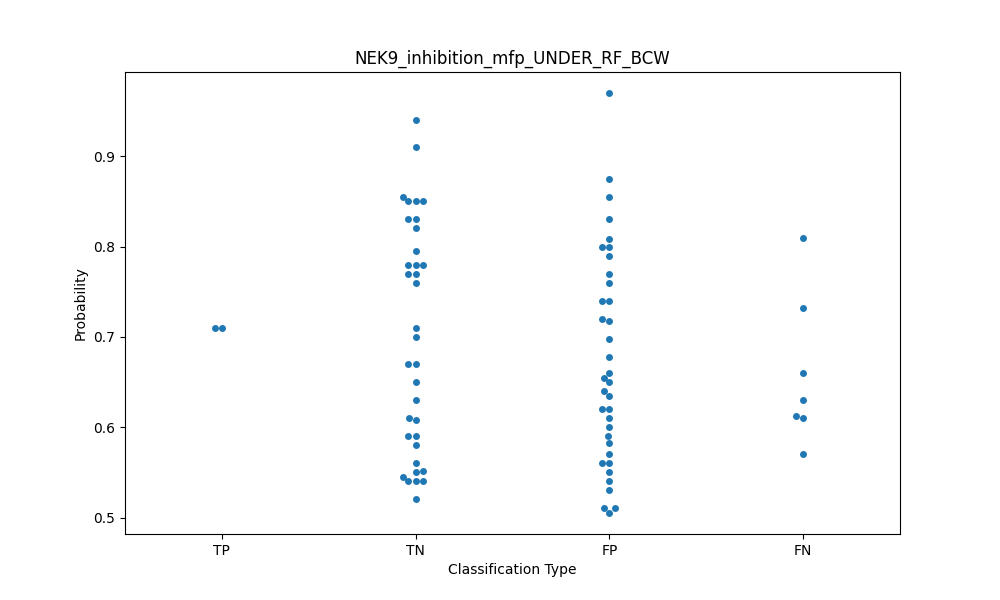 NEK9_inhibition_mfp_UNDER_RF_BCW
0.9
0.8
0.7
0.6
0.5
Probability
TP TN FP FN
Classification Type